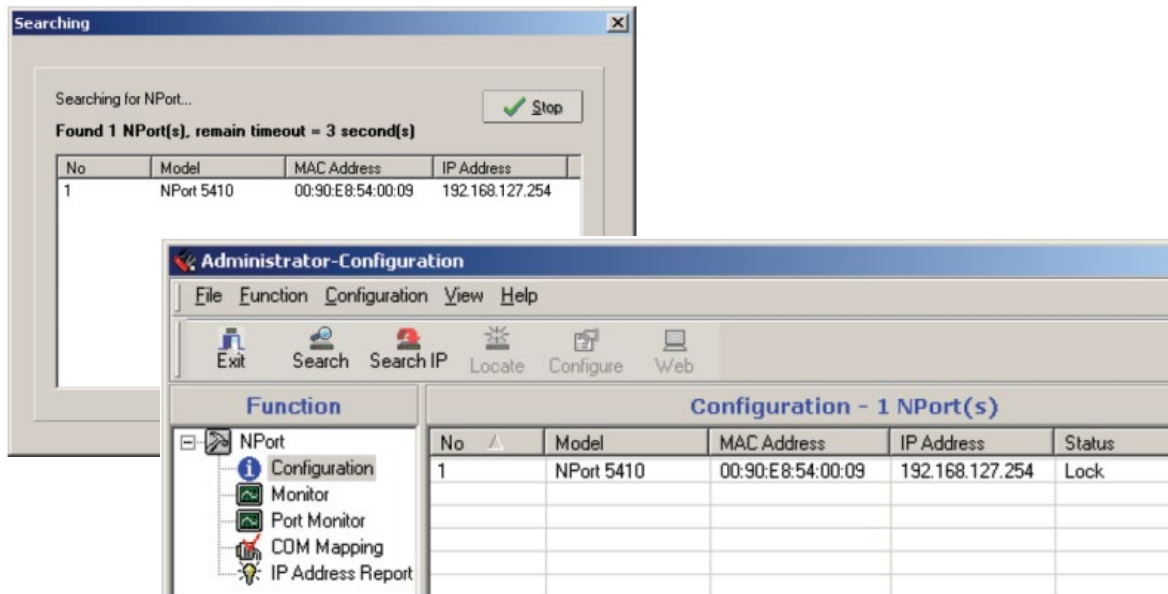 Searching
Searching for NPort...
Stop
Found 1 NPort(s), remain timeout = 3 second(s)
No Model MAC Address IP Address
1 NPort 5410 00:90:E8:54:00:09 192.168.127.254
Administrator-Configuration
File Function Configuration View Help
Exit Search Search IP Locate Configure Web
Function
Configuration - 1 NPort(s)
NPort
Configuration
Monitor
Port Monitor
COM Mapping
IP Address Report
No Model MAC Address IP Address Status
1 NPort 5410 00:90:E8:54:00:09 192.168.127.254 Lock